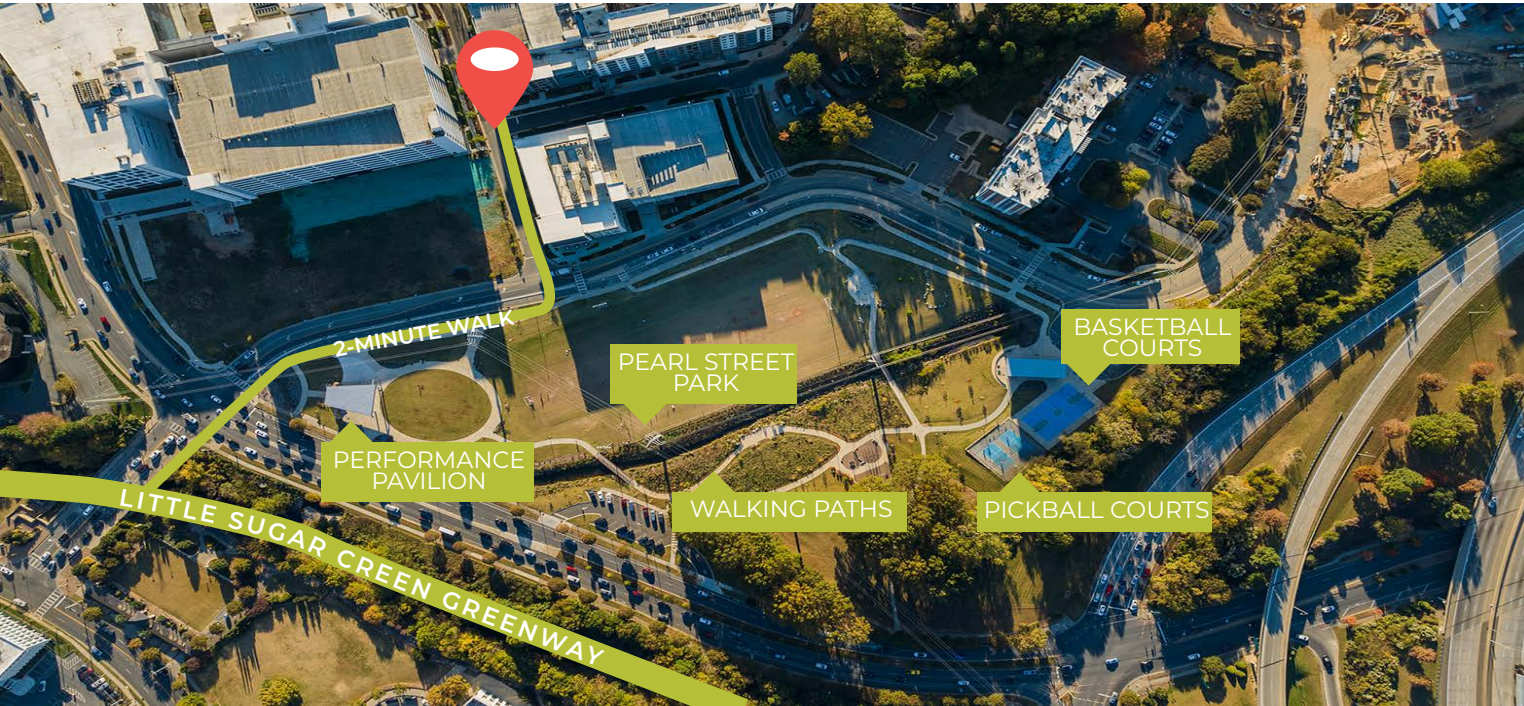 2-MINUTE WALK
BASKETBALL
COURTS
PEARL STREET
PARK
PERFORMANCE
PAVILION
WALKING PATHS
PICKBALL COURTS
LITTLE SUGAR CREEN GREENWAY